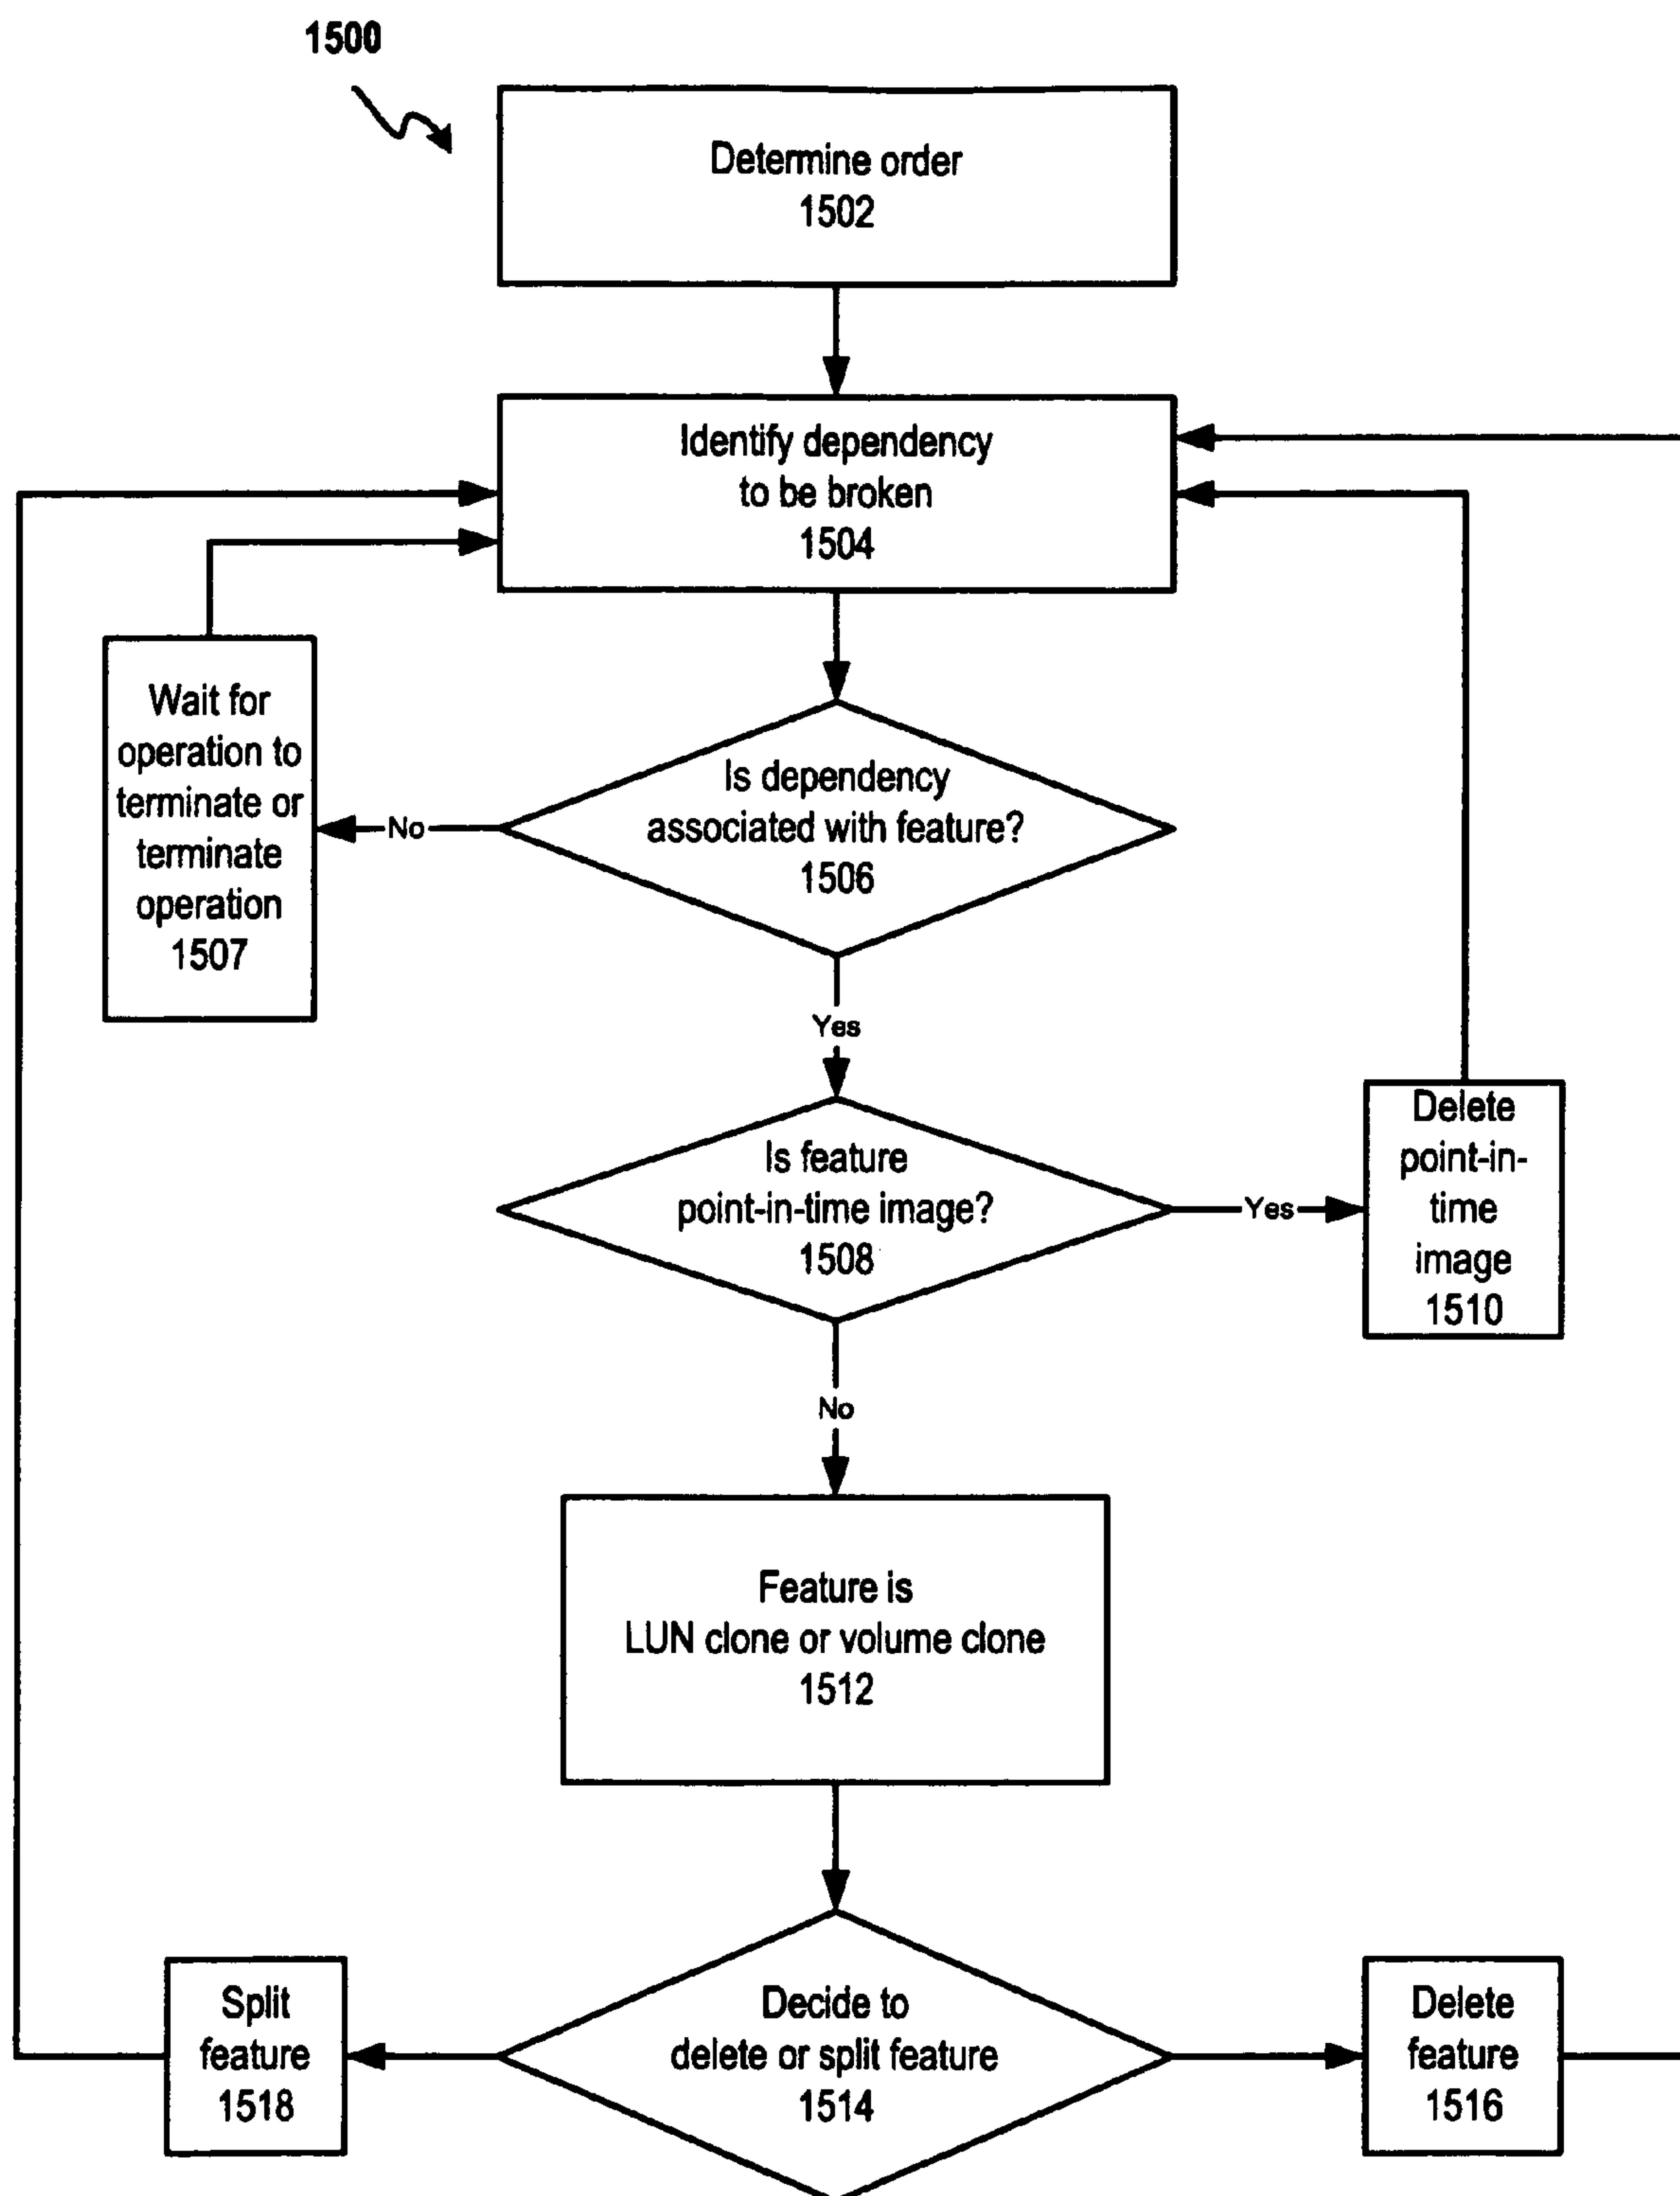 1500
Determine order
1502
Identify dependency
to be broken
1504
Wait for
operation to
terminate or
terminate
operation
1507
Is dependency
associated with feature?
1506
No
Yes
Is feature
point-in-time image?
1508
Yes
Delete
point-in-
time
image
1510
No
Feature is
LUN clone or volume clone
1512
Split
feature
1518
Decide to
delete or split feature
1514
Delete
feature
1516